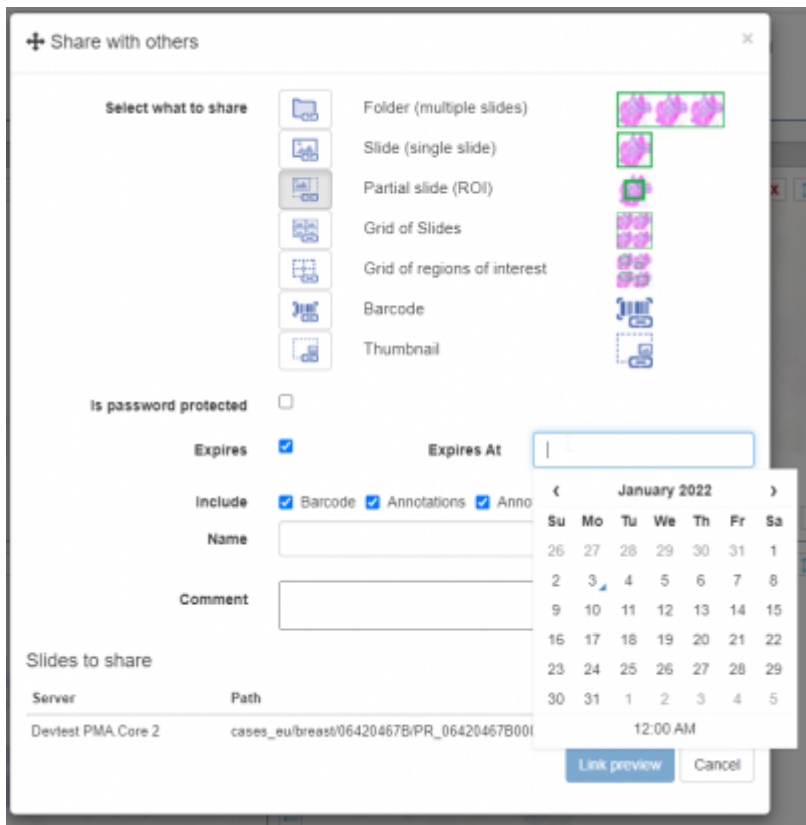 Share with others
×
Select what to share
Folder (multiple slides)
Slide (single slide)
Partial slide (ROI)
Grid of Slides
Grid of regions of interest
Barcode
Thumbnail
Is password protected
Expires
Expires At
Include Barcode Annotations Anno
Name
Comment
‹ January 2022 ›
Su Mo Tu We Th Fr Sa
26 27 28 29 30 31 1
2 3 4 5 6 7 8
9 10 11 12 13 14 15
16 17 18 19 20 21 22
23 24 25 26 27 28 29
30 31 1 2 3 4 5
12:00 AM
Slides to share
Server Path
Devtest PMA.Core 2 cases_eu/breast/06420467B/PR_06420467B00
Link preview Cancel